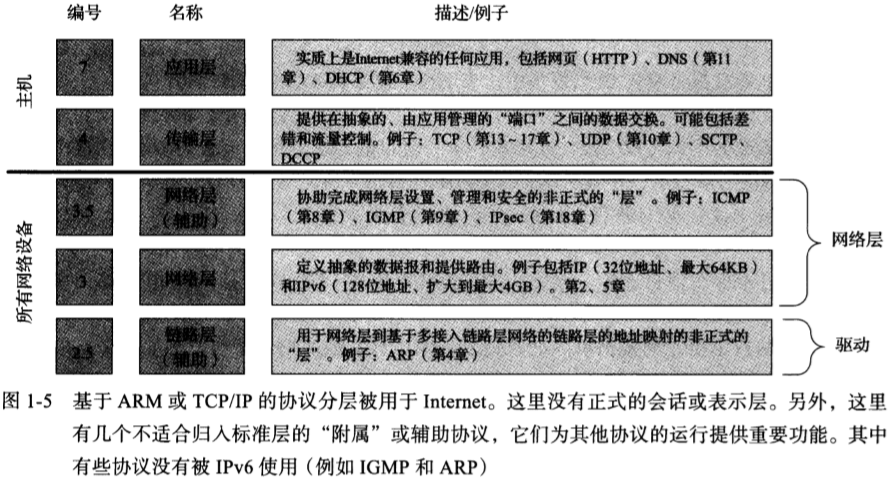 编号 名称 描述/例子
主机
7 应用层 实质上是Internet兼容的任何应用，包括网页（HTTP）、DNS（第11
章）、DHCP（第6章）
4 传输层 提供在抽象的、由应用管理的“端口”之间的数据交换。可能包括差
错和流量控制。例子：TCP（第13～17章）、UDP（第10章）、SCTP、
DCCP
所有网络设备
3.5 网络层
（辅助） 协助完成网络层设置、管理和安全的非正式的“层”。例子：ICMP
（第8章）、IGMP（第9章）、IPsec（第18章）
3 网络层 定义抽象的数据报和提供路由。例子包括IP（32位地址、最大64KB）
和IPv6（128位地址、扩大到最大4GB）。第2、5章
网络层
2.5 链路层
（辅助） 用于网络层到基于多接入链路层网络的链路层的地址映射的非正式的
“层”。例子：ARP（第4章）
驱动
图 1-5 基于 ARM 或 TCP/IP 的协议分层被用于 Internet。这里没有正式的会话或表示层。另外，这里
有几个不适合归入标准层的“附属”或辅助协议，它们为其他协议的运行提供重要功能。其中
有些协议没有被 IPv6 使用（例如 IGMP 和 ARP）